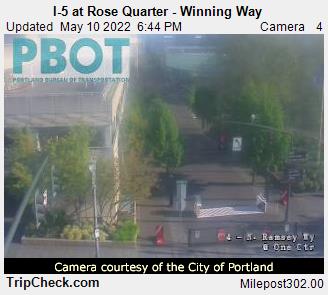 I-5 at Rose Quarter - Winning Way
Updated May 10 2022 6:44 PM Camera 4
PBOT
PORTLAND BUREAU OF TRANSPORTATION
4 - N. Ramsey Wy
@ One Ctr
Camera courtesy of the City of Portland
TripCheck.com Milepost302.00